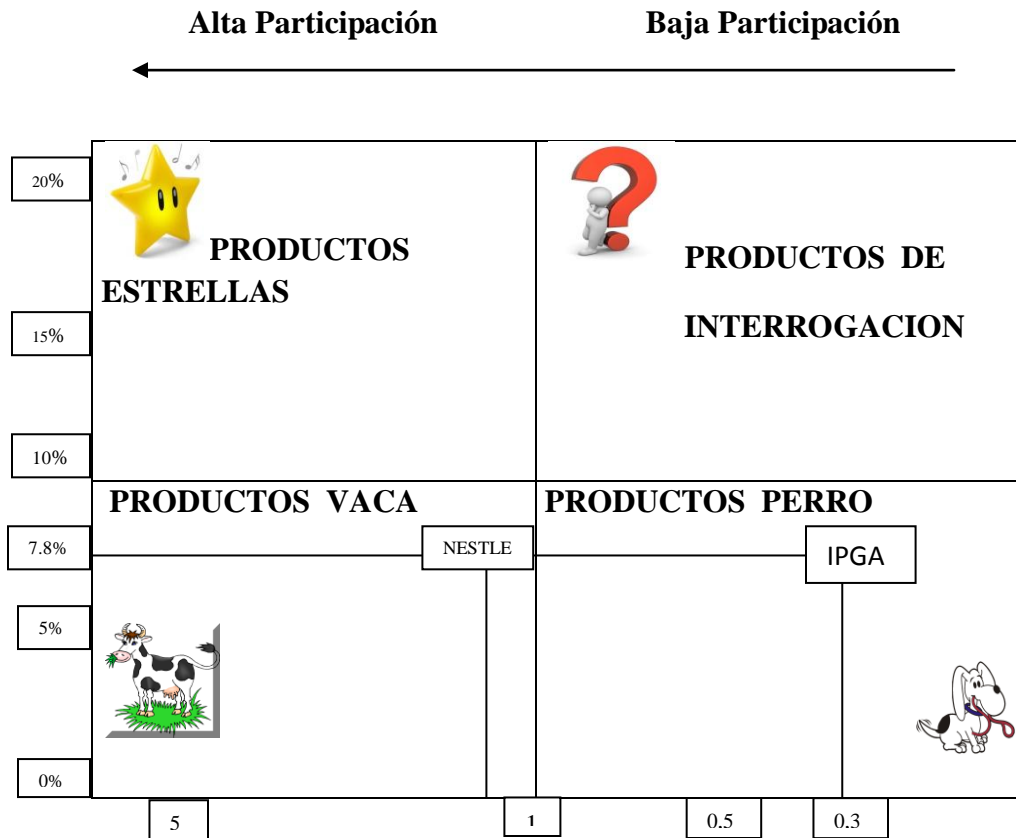 Alta Participación Baja Participación
20%
PRODUCTOS
ESTRELLAS
PRODUCTOS DE
INTERROGACION
15%
10%
PRODUCTOS VACA PRODUCTOS PERRO
7.8% NESTLE IPGA
5%
0%
5 1 0.5 0.3